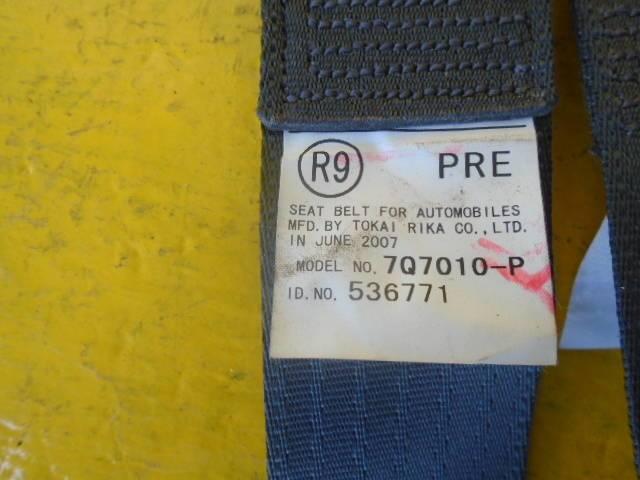 R9 PRE
SEAT BELT FOR AUTOMOBILES
MFD. BY TOKAI RIKA CO., LTD.
IN JUNE 2007
MODEL NO. 7Q7010-P
ID. NO. 536771